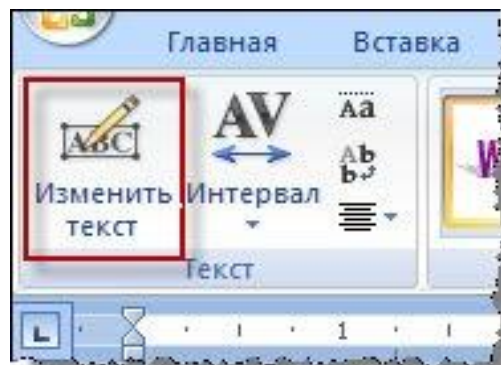 Главная Вставка
ABC AV Aa
Ab
b
Изменить Интервал
текст
Текст
L 1
W